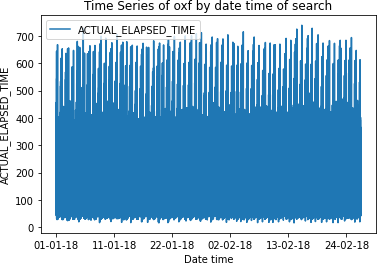 Time Series of oxf by date time of search
ACTUAL_ELAPSED_TIME
ACTUAL_ELAPSED_TIME
700
600
500
400
300
200
100
0
01-01-18 11-01-18 22-01-18 02-02-18 13-02-18 24-02-18
Date time